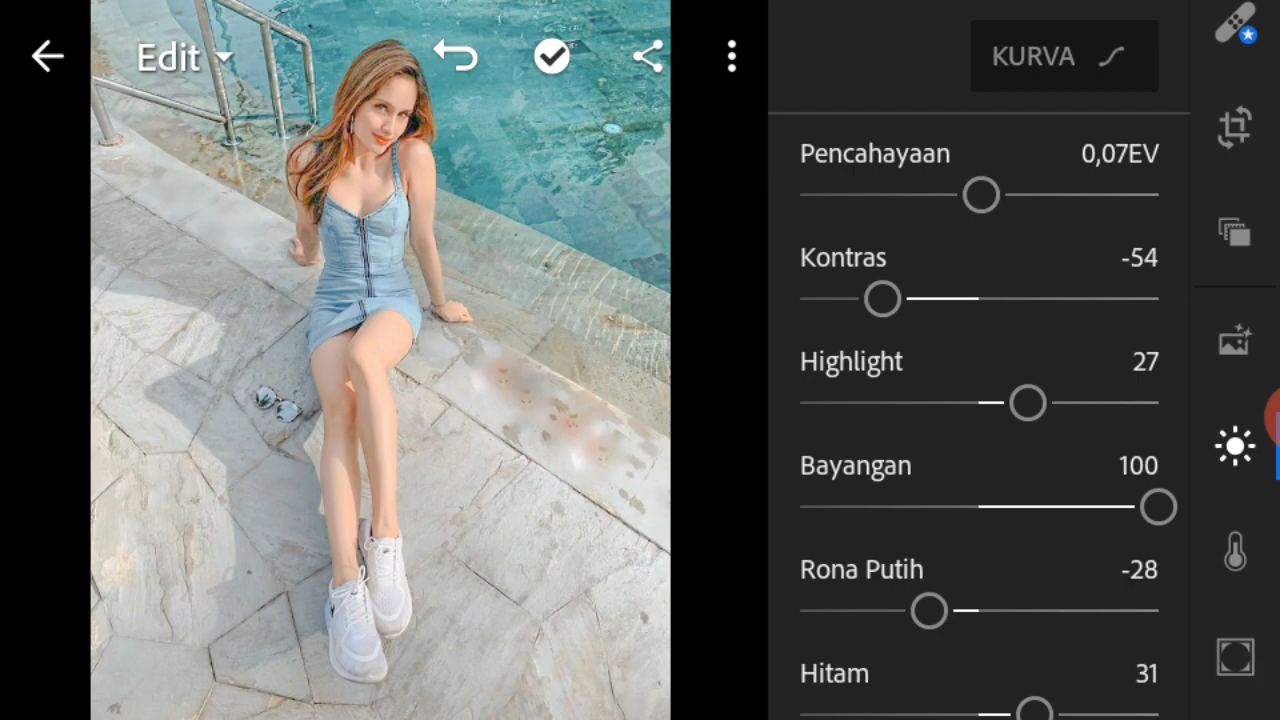 Edit
KURVA
Pencahayaan 0,07EV
Kontras -54
Highlight 27
Bayangan 100
Rona Putih -28
Hitam 31